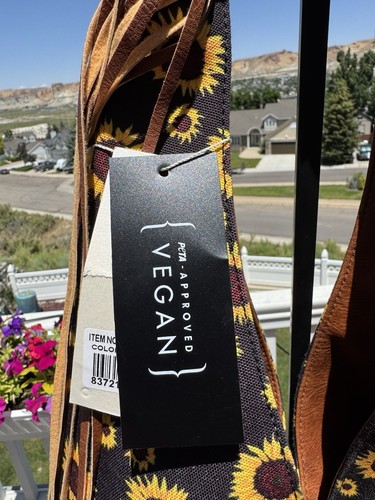 PETA - APPROVED
VEGAN
ITEM NO
COLO
8372